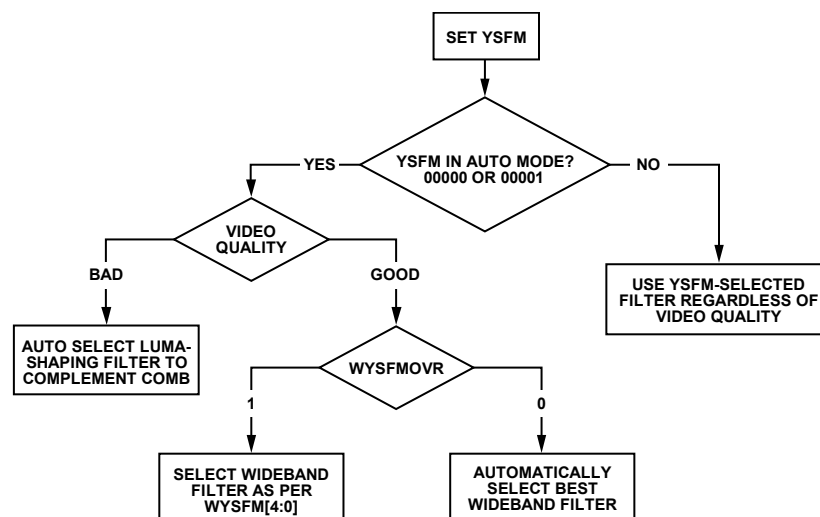 SET YSFM
YSFM IN AUTO MODE?
00000 OR 00001
YES
NO
VIDEO
QUALITY
BAD
GOOD
USE YSFM-SELECTED
FILTER REGARDLESS OF
VIDEO QUALITY
AUTO SELECT LUMA-
SHAPING FILTER TO
COMPLEMENT COMB
WYSFMOVR
1
0
SELECT WIDEBAND
FILTER AS PER
WYSFM[4:0]
AUTOMATICALLY
SELECT BEST
WIDEBAND FILTER